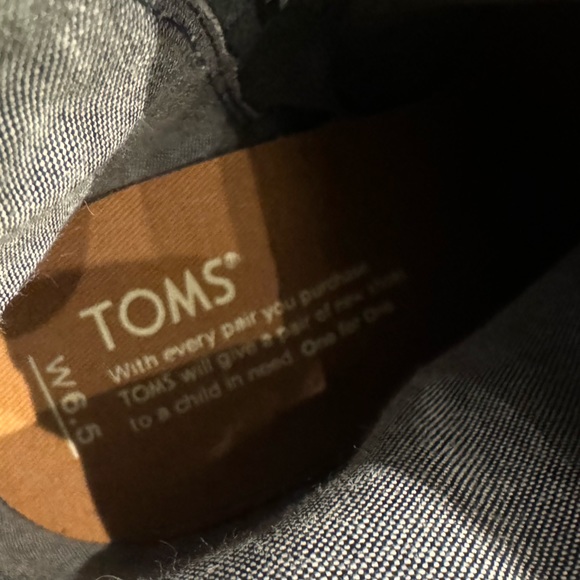 TOMS®
With every pair you purchase,
TOMS will give a pair of new shoes
to a child in need. One for One.
W6.5